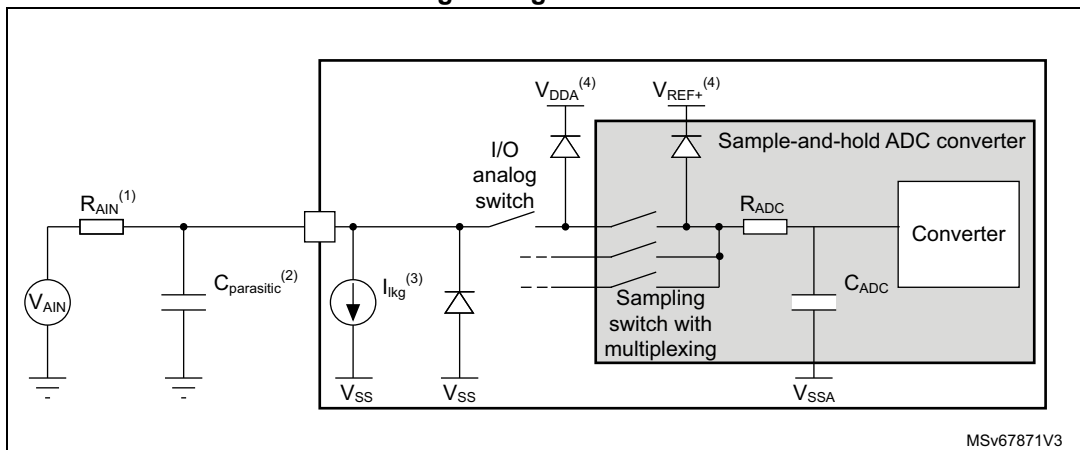 V_DDA^(4)
V_REF+^(4)
Sample-and-hold ADC converter
I/O
analog
switch
R_AIN^(1)
R_ADC
Converter
V_AIN
C_parasitic^(2)
I_lkg^(3)
C_ADC
Sampling
switch with
multiplexing
V_SS
V_SS
V_SSA
MSv67871V3